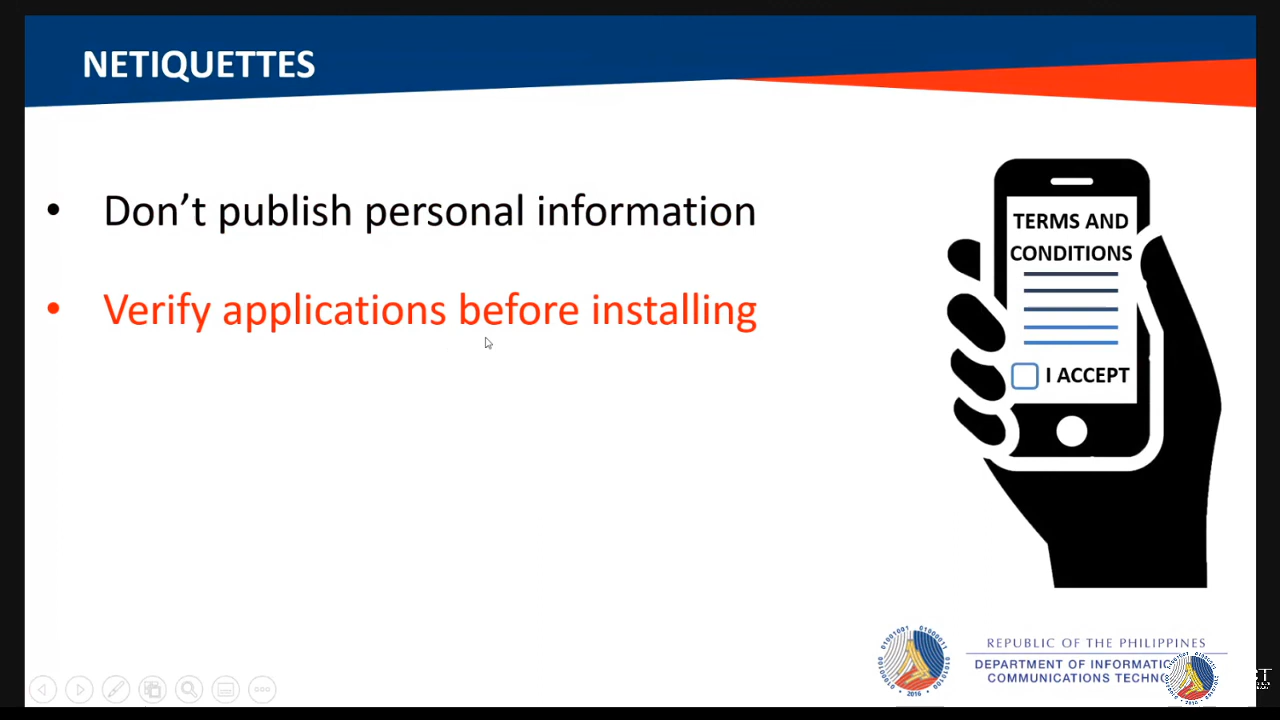 NETIQUETTES
• Don’t publish personal information
• Verify applications before installing
TERMS AND
CONDITIONS
I ACCEPT
REPUBLIC OF THE PHILIPPINES
DEPARTMENT OF INFORMATIC
COMMUNICATIONS TECHNO
2016